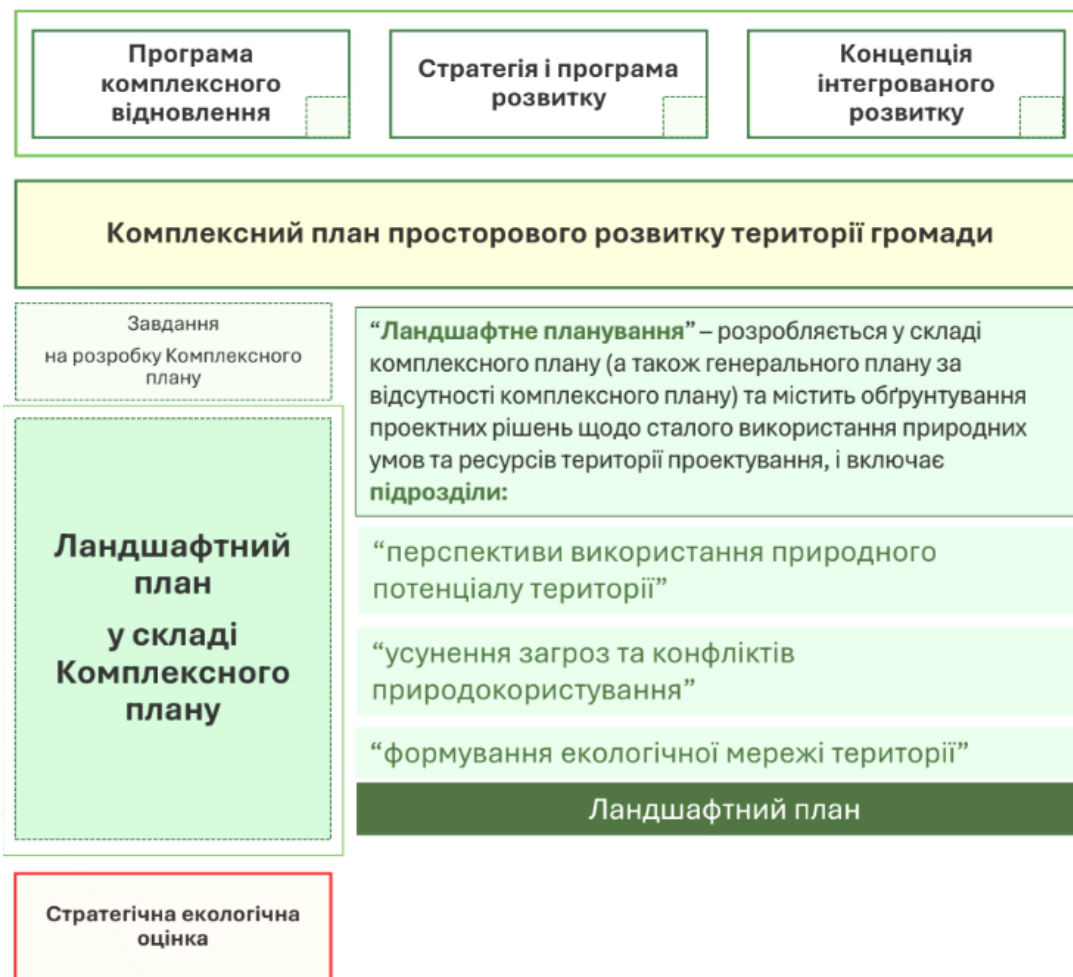 Програма
комплексного
відновлення
Стратегія і програма
розвитку
Концепція
інтегрованого
розвитку
Комплексний план просторового розвитку території громади
Завдання
на розробку Комплексного
плану
“Ландшафтне планування” – розробляється у складі
комплексного плану (а також генерального плану за
відсутності комплексного плану) та містить обґрунтування
проектних рішень щодо сталого використання природних
умов та ресурсів території проектування, і включає
підрозділи:
Ландшафтний
план
у складі
Комплексного
плану
“перспективи використання природного
потенціалу території”
“усунення загроз та конфліктів
природокористування”
“формування екологічної мережі території”
Ландшафтний план
Стратегічна екологічна
оцінка